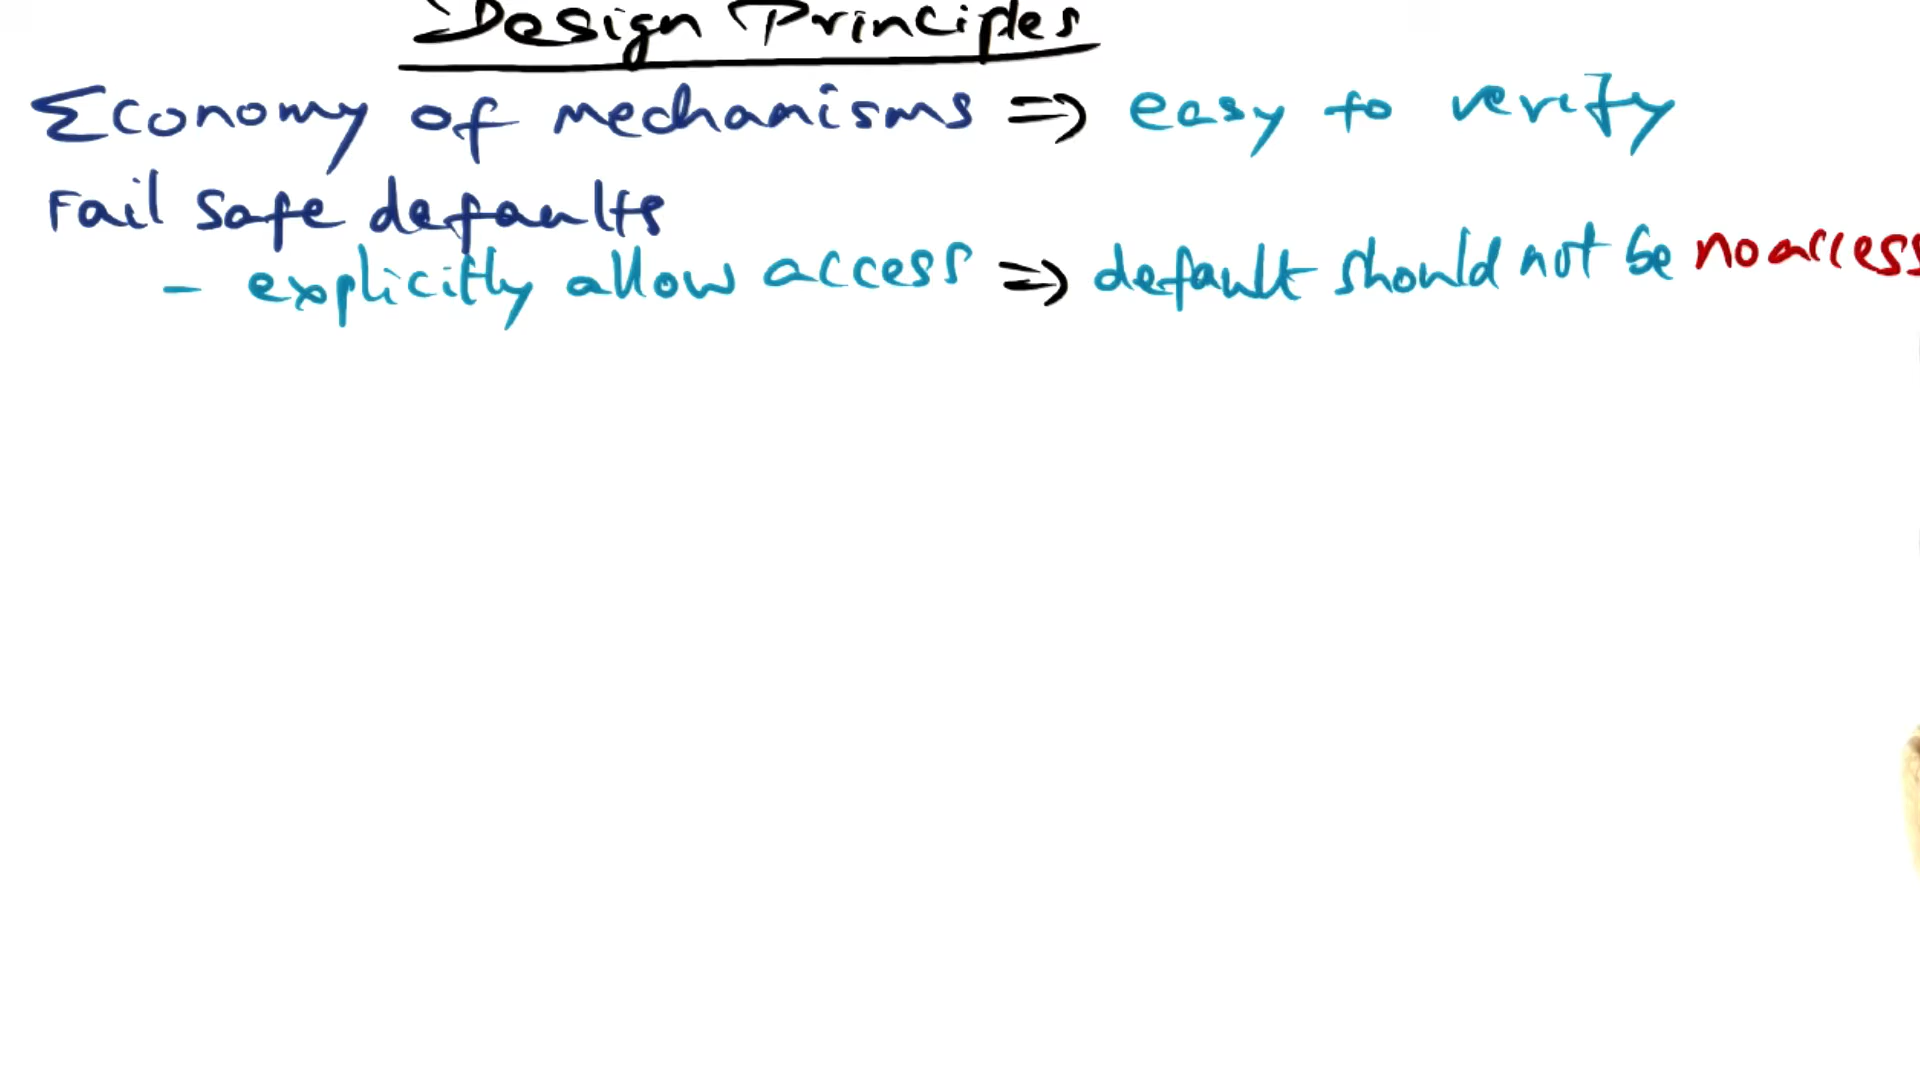 Design Principles
Economy of mechanisms => easy to verify
Fail safe defaults
- explicitly allow access => default should not be no access